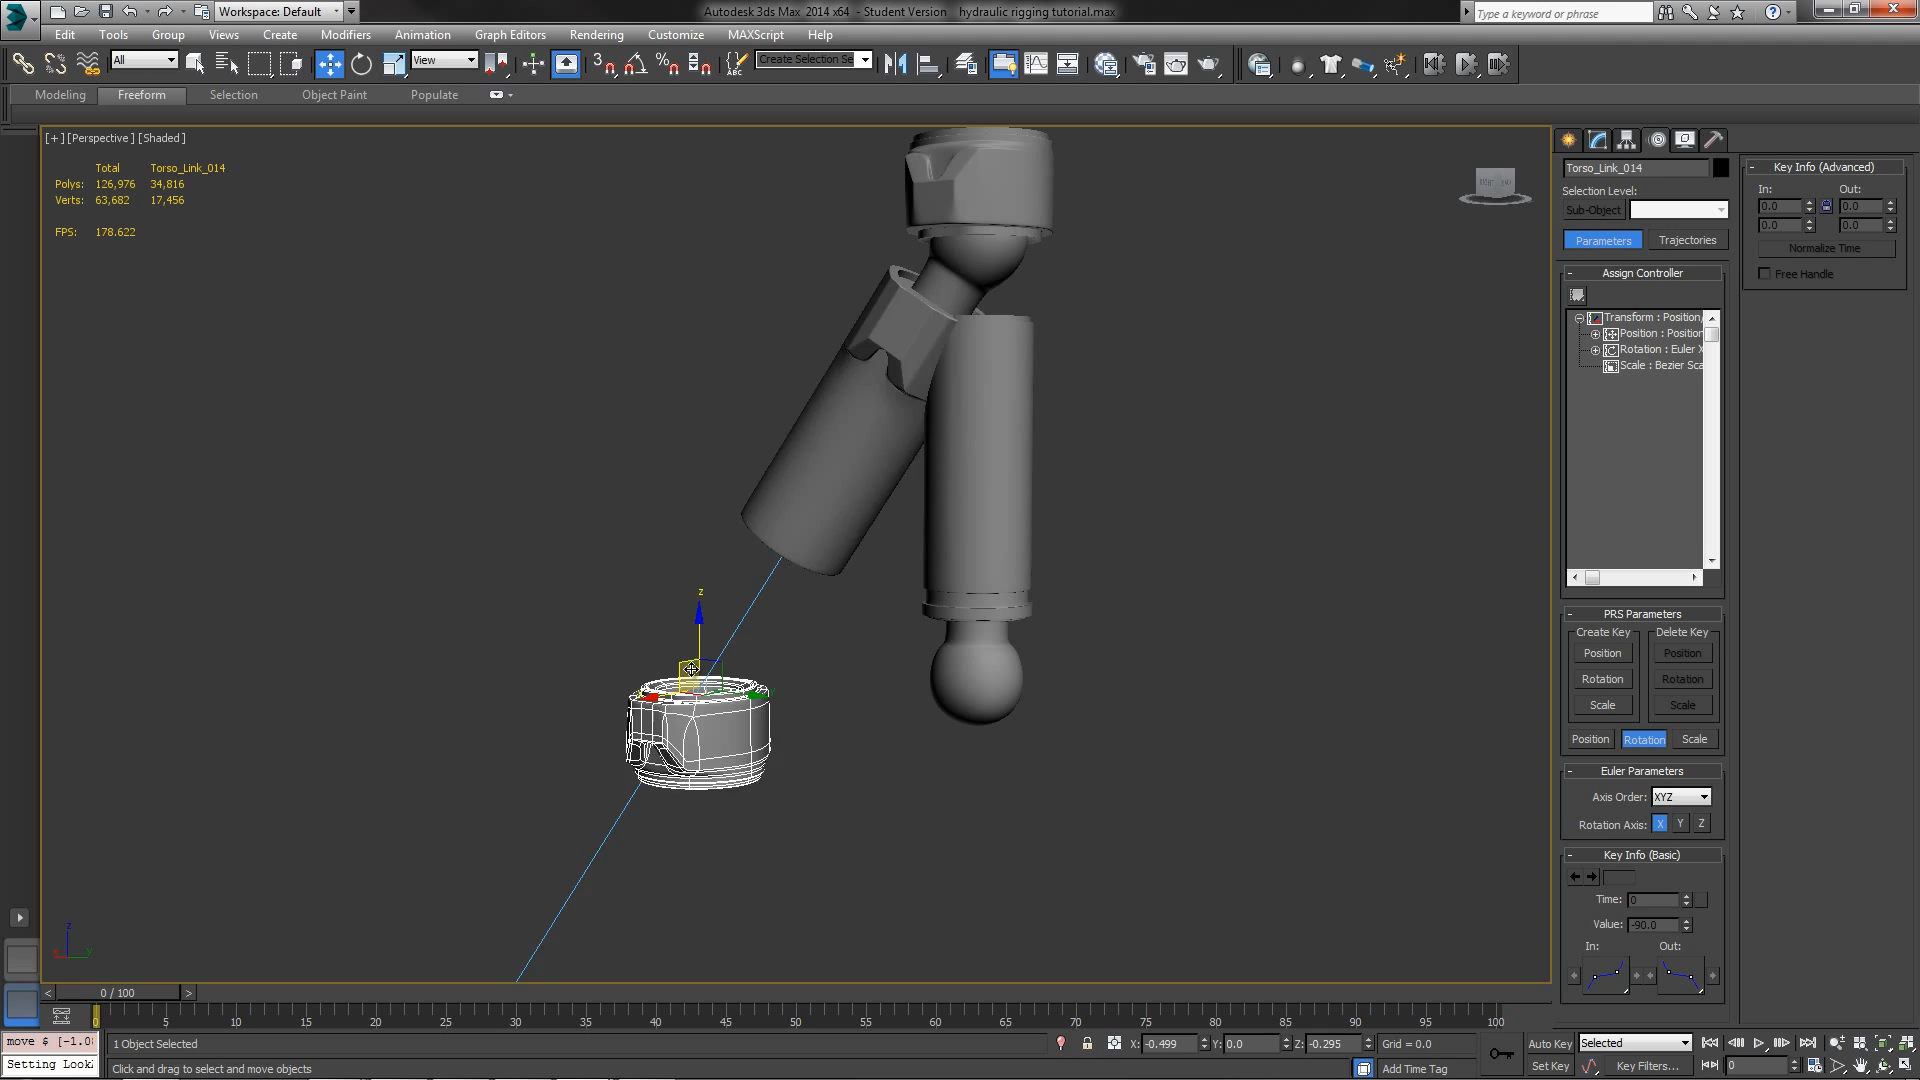 Workspace: Default
Autodesk 3ds Max 2014 x64 - Student Version hydraulic rigging tutorial.max
Type a keyword or phrase
Edit Tools Group Views Create Modifiers Animation Graph Editors Rendering Customize MAXScript Help
All View Create Selection Se
Modeling Freeform Selection Object Paint Populate
[+] [Perspective] [Shaded]
Total Torso_Link_014
Polys: 126,976 34,816
Verts: 63,682 17,456
FPS: 178.622
z
y
z
x
y
Torso_Link_014
Selection Level:
Sub-Object
Parameters Trajectories
Assign Controller
Transform : Position
Position : Position
Rotation : Euler X
Scale : Bezier Sca
PRS Parameters
Create Key Delete Key
Position Position
Rotation Rotation
Scale Scale
Position Rotation Scale
Euler Parameters
Axis Order: XYZ
Rotation Axis: X Y Z
Key Info (Basic)
Time: 0
Value: -90.0
In: Out:
Key Info (Advanced)
In: Out:
0.0 0.0
0.0 0.0
Normalize Time
Free Handle
< 0 / 100 >
0 5 10 15 20 25 30 35 40 45 50 55 60 65 70 75 80 85 90 95 100
move $ [-1.0
1 Object Selected
X: -0.499 Y: 0.0 Z: -0.295 Grid = 0.0
Auto Key Selected
Setting Look
Click and drag to select and move objects
Add Time Tag
Set Key Key Filters... 0